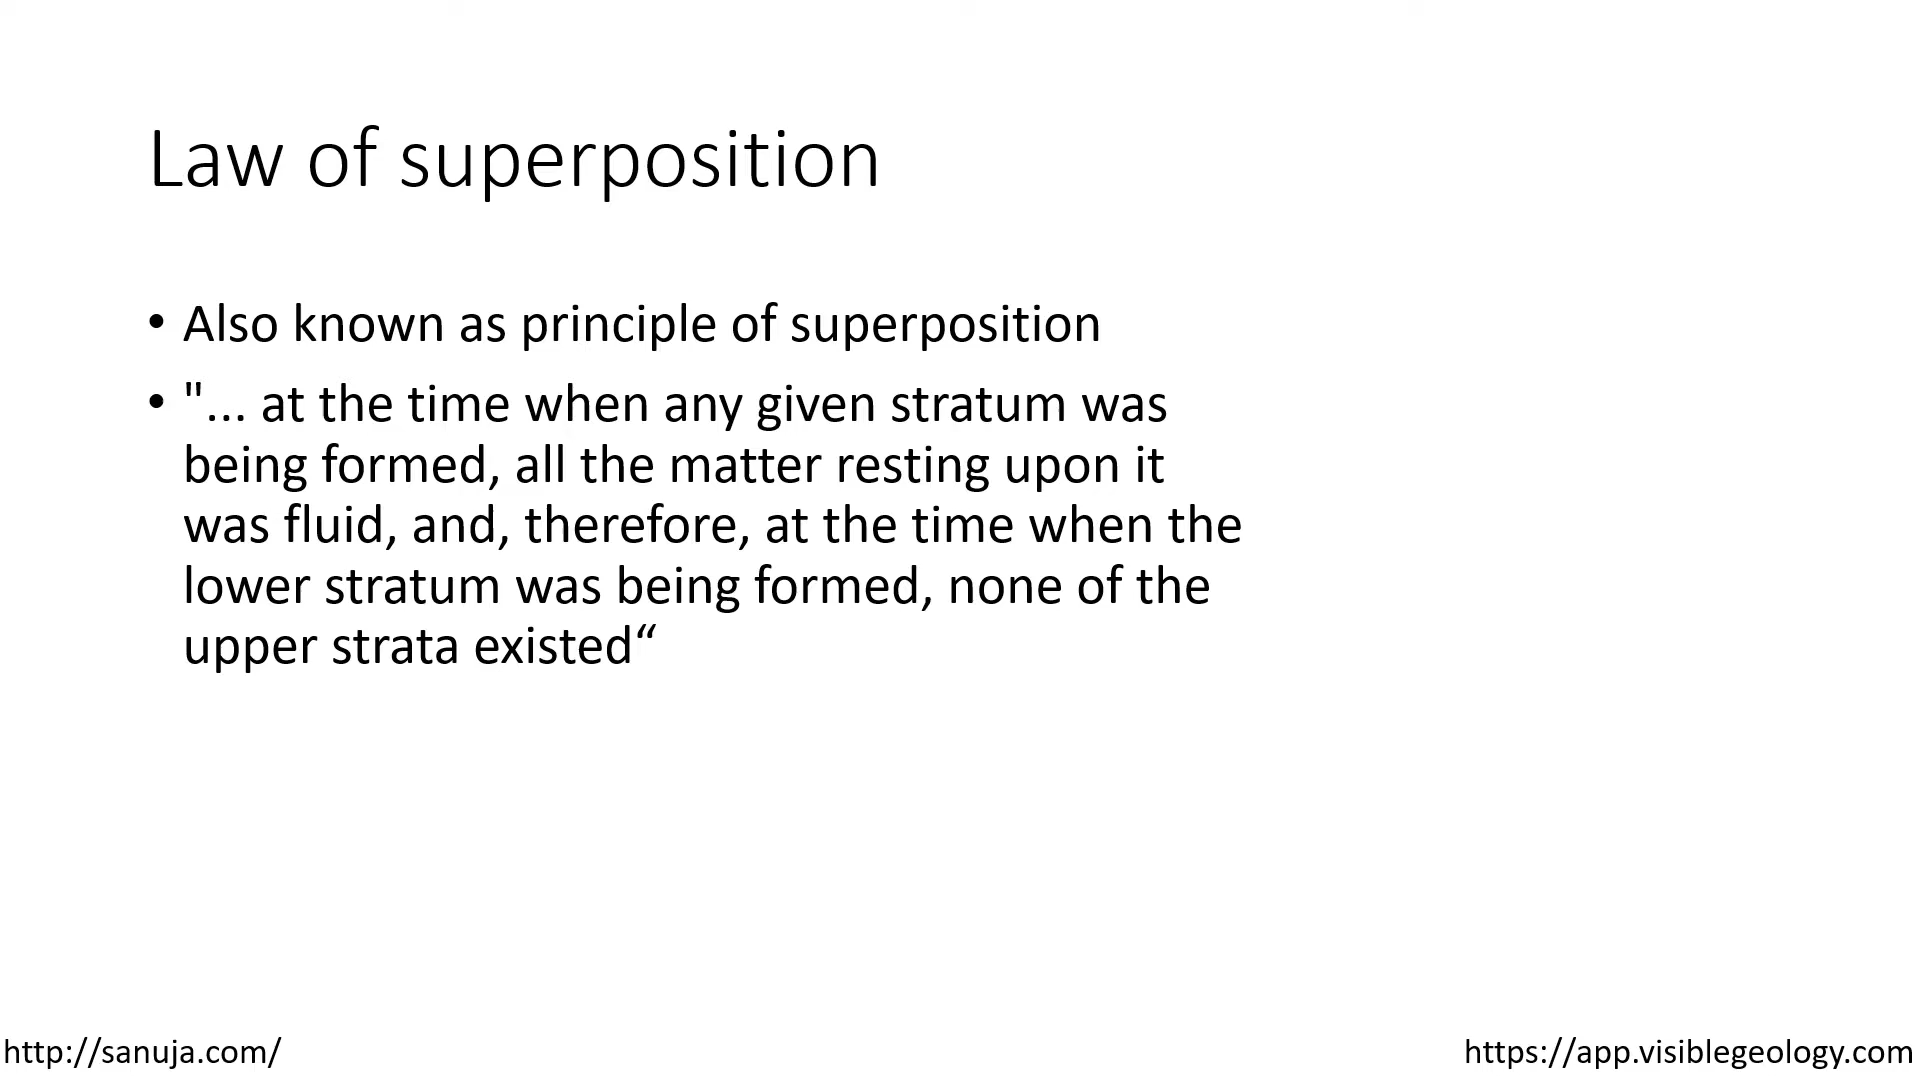 Law of superposition
• Also known as principle of superposition
• "... at the time when any given stratum was
being formed, all the matter resting upon it
was fluid, and, therefore, at the time when the
lower stratum was being formed, none of the
upper strata existed“
http://sanuja.com/
https://app.visiblegeology.com